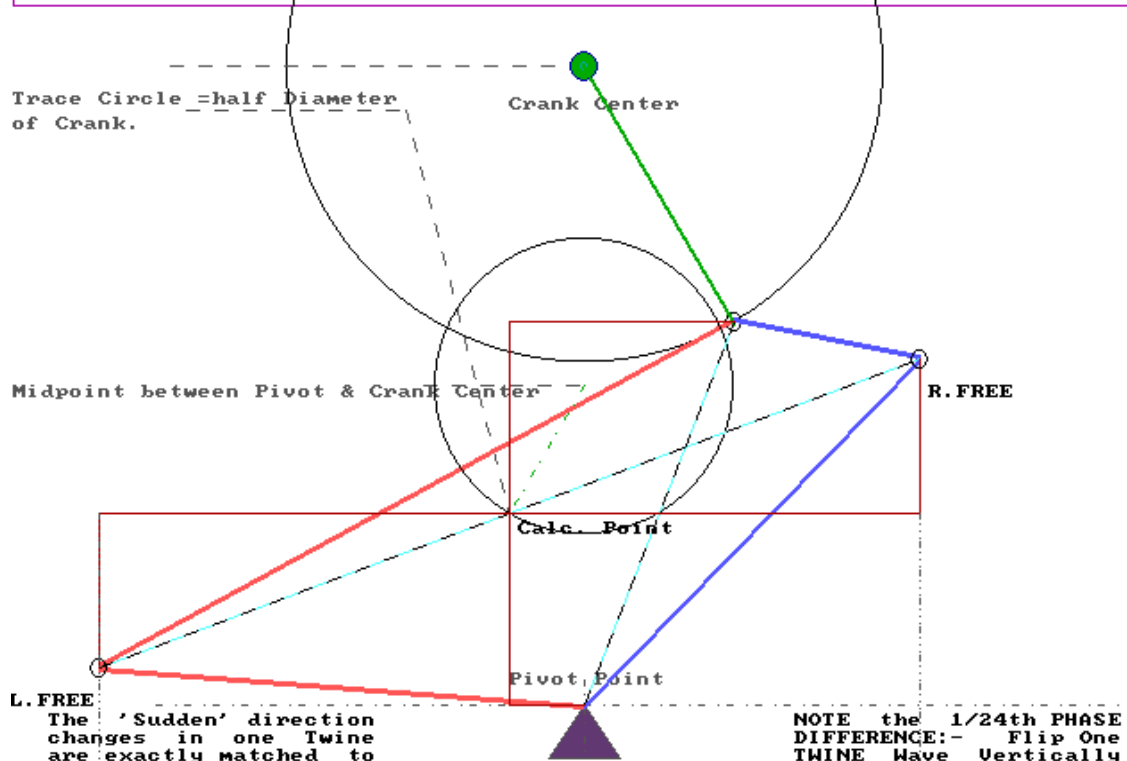 Trace Circle =half Diameter
of Crank.
Crank Center
Midpoint between Pivot & Crank Center
R.FREE
Calc. Point
Pivot Point
L.FREE
The 'Sudden' direction
changes in one Twine
are exactly matched to
NOTE the 1/24th PHASE
DIFFERENCE:- Flip One
TWINE Wave Vertically